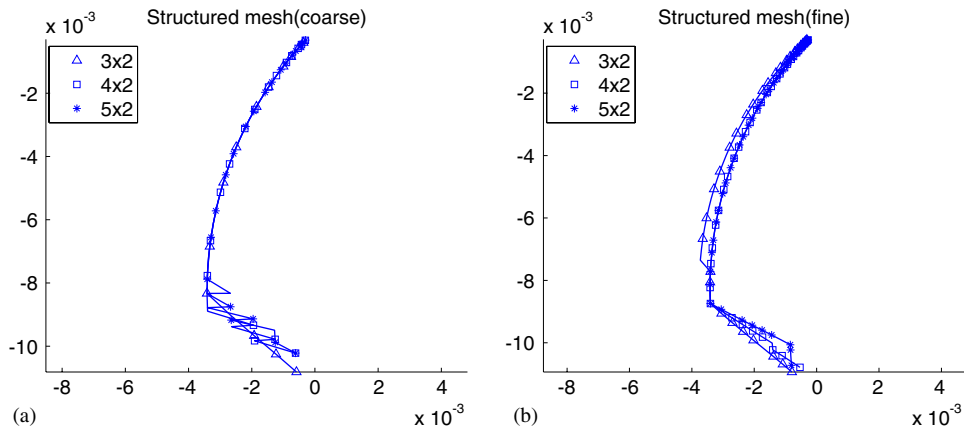 x 10⁻³
Structured mesh(coarse)
3x2
4x2
5x2
-2
-4
-6
-8
-10
-8
-6
-4
-2
0
2
4
x 10⁻³
(a)
x 10⁻³
Structured mesh(fine)
3x2
4x2
5x2
-2
-4
-6
-8
-10
-8
-6
-4
-2
0
2
4
x 10⁻³
(b)